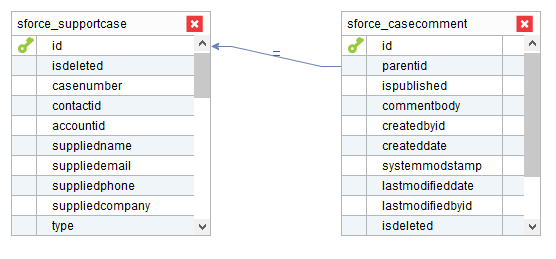 sforce_supportcase
id
isdeleted
casenumber
contactid
accountid
suppliedname
suppliedemail
suppliedphone
suppliedcompany
type
=
sforce_casecomment
id
parentid
ispublished
commentbody
createdbyid
createddate
systemmodstamp
lastmodifieddate
lastmodifiedbyid
isdeleted